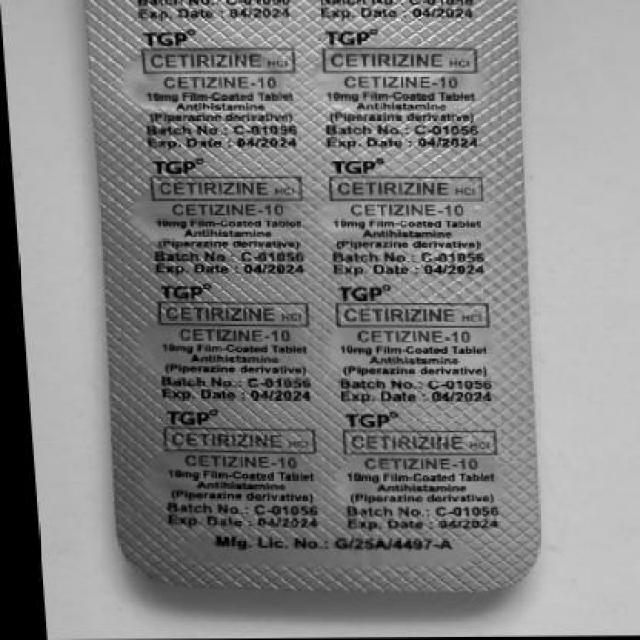 Batch No.: C-01056
Batch No.: C-01056
Exp. Date : 04/2024
Exp. Date : 04/2024
TGP®
TGP®
CETIRIZINE HCl
CETIRIZINE HCl
CETIZINE-10
CETIZINE-10
10mg Film-Coated Tablet
10mg Film-Coated Tablet
Antihistamine
Antihistamine
(Piperazine derivative)
(Piperazine derivative)
Batch No.: C-01056
Batch No.: C-01056
Exp. Date : 04/2024
Exp. Date : 04/2024
TGP®
TGP®
CETIRIZINE HCl
CETIRIZINE HCl
CETIZINE-10
CETIZINE-10
10mg Film-Coated Tablet
10mg Film-Coated Tablet
Antihistamine
Antihistamine
(Piperazine derivative)
(Piperazine derivative)
Batch No.: C-01056
Batch No.: C-01056
Exp. Date : 04/2024
Exp. Date : 04/2024
TGP®
TGP®
CETIRIZINE HCl
CETIRIZINE HCl
CETIZINE-10
CETIZINE-10
10mg Film-Coated Tablet
10mg Film-Coated Tablet
Antihistamine
Antihistamine
(Piperazine derivative)
(Piperazine derivative)
Batch No.: C-01056
Batch No.: C-01056
Exp. Date : 04/2024
Exp. Date : 04/2024
TGP®
TGP®
CETIRIZINE HCl
CETIRIZINE HCl
CETIZINE-10
CETIZINE-10
10mg Film-Coated Tablet
10mg Film-Coated Tablet
Antihistamine
Antihistamine
(Piperazine derivative)
(Piperazine derivative)
Batch No.: C-01056
Batch No.: C-01056
Exp. Date : 04/2024
Exp. Date : 04/2024
Mfg. Lic. No.: G/25A/4497-A